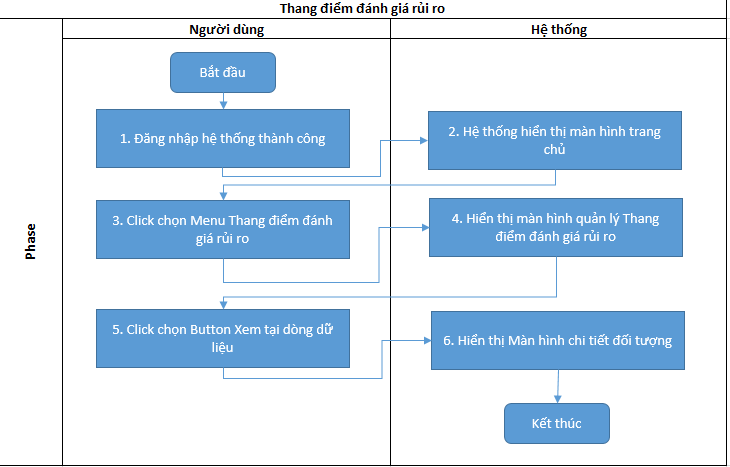 Thang điểm đánh giá rủi ro
Người dùng
Hệ thống
Phase
Bắt đầu
1. Đăng nhập hệ thống thành công
2. Hệ thống hiển thị màn hình trang
chủ
3. Click chọn Menu Thang điểm đánh
giá rủi ro
4. Hiển thị màn hình quản lý Thang
điểm đánh giá rủi ro
5. Click chọn Button Xem tại dòng dữ
liệu
6. Hiển thị Màn hình chi tiết đối tượng
Kết thúc